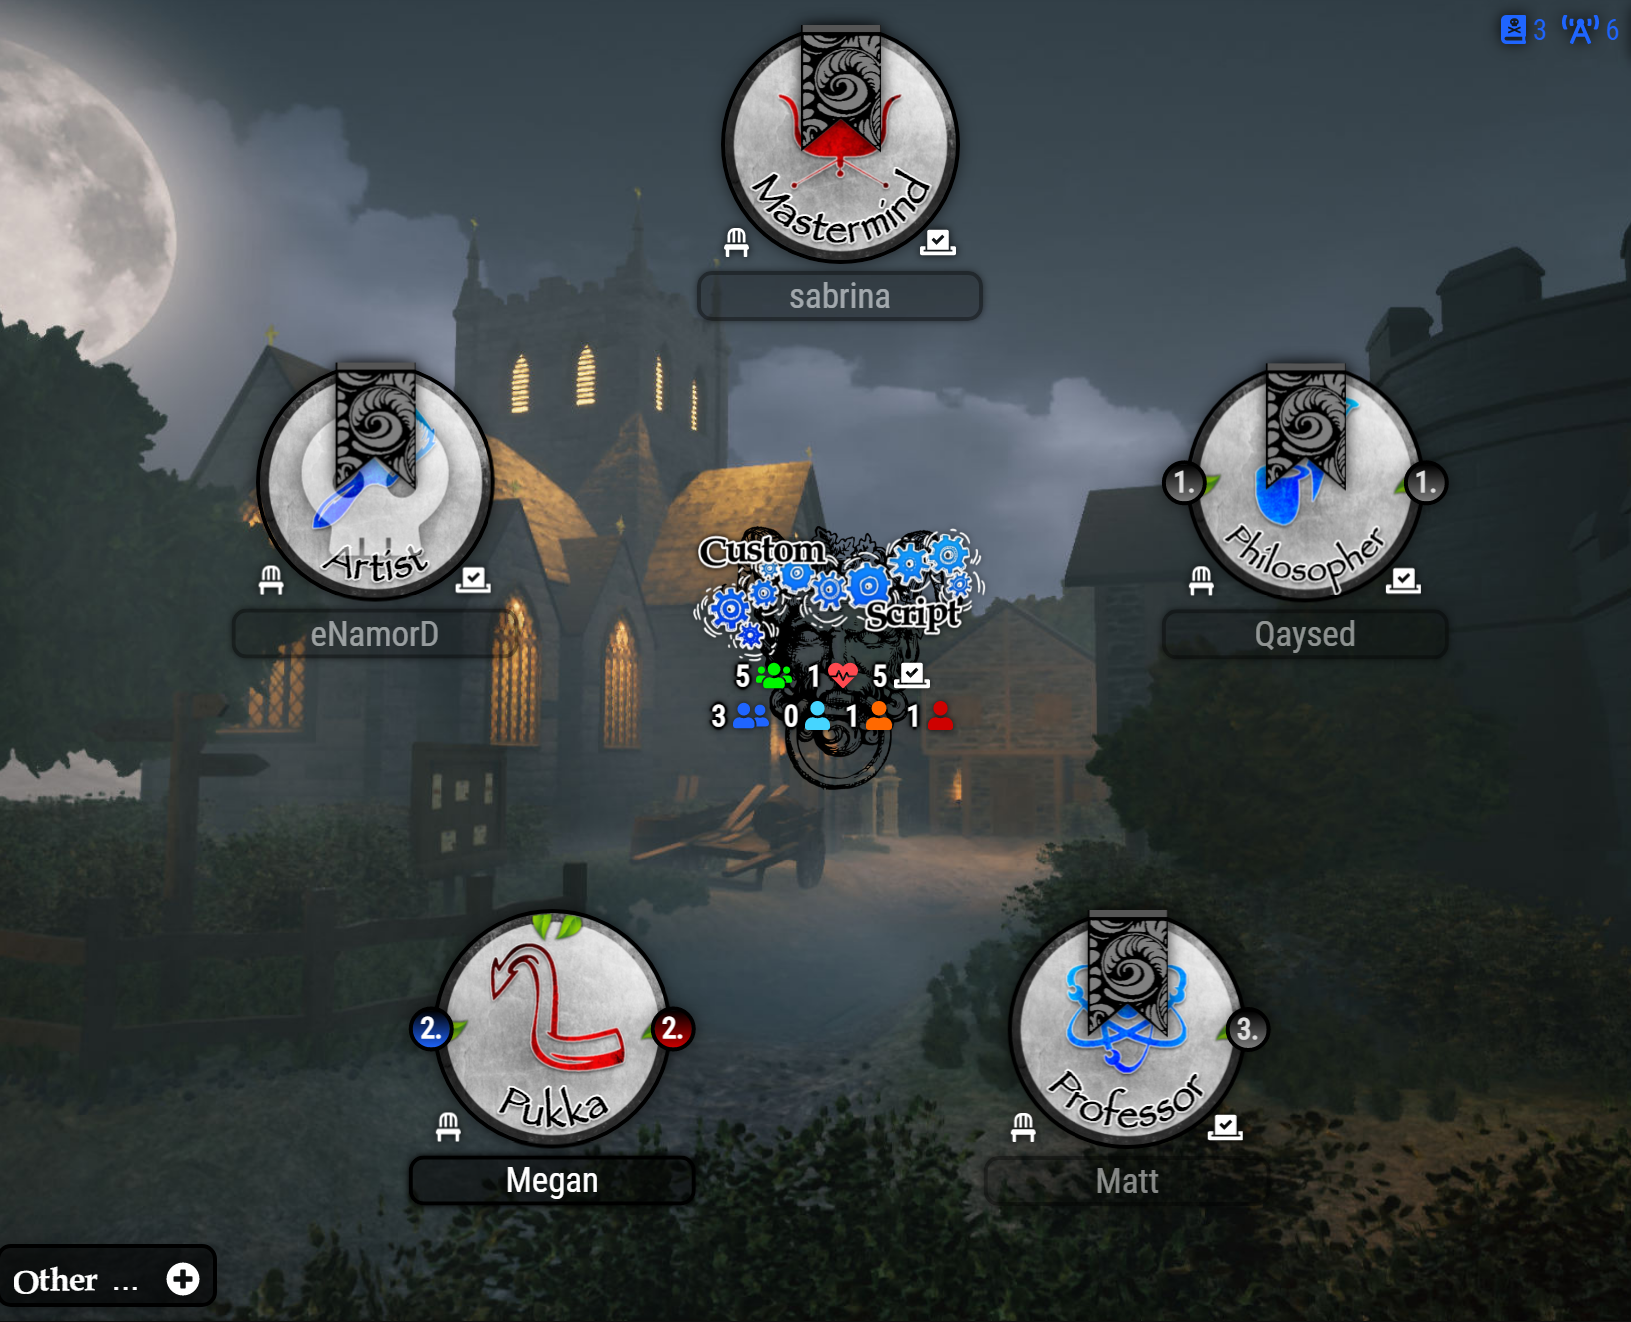 3 6
Mastermind
sabrina
Artist
eNamorD
1. 1.
Philosopher
Qaysed
Custom
Script
5 1 5
3 0 1 1
2. 2.
Pukka
Megan
3.
Professor
Matt
Other ...